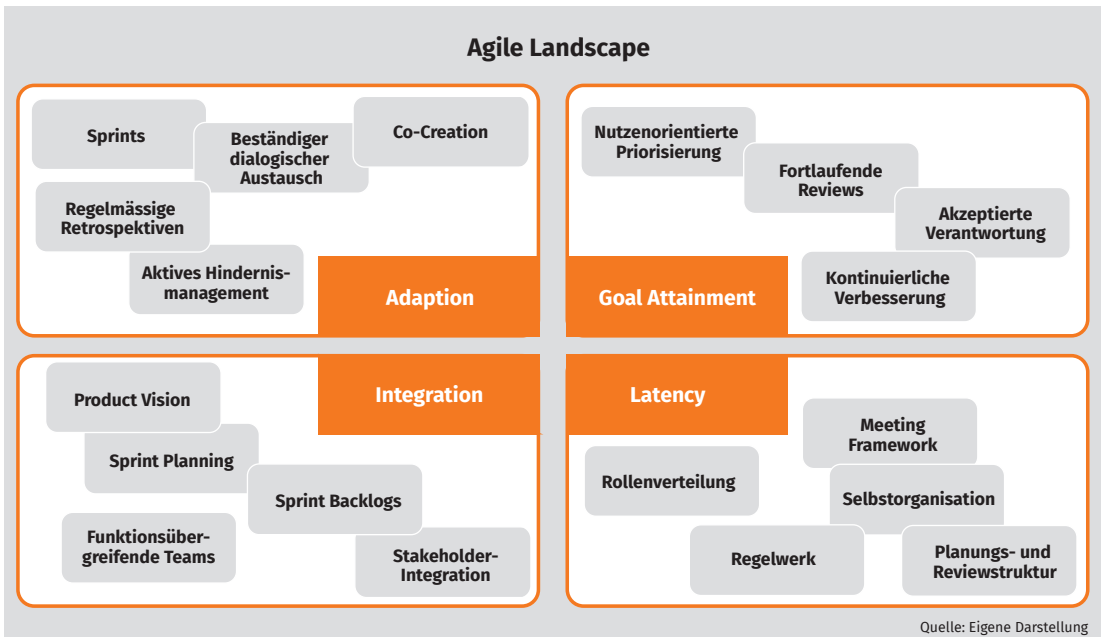 Agile Landscape
Sprints
Beständiger
dialogischer
Austausch
Co-Creation
Regelmässige
Retrospektiven
Aktives Hindernis-
management
Adaption
Nutzenorientierte
Priorisierung
Fortlaufende
Reviews
Akzeptierte
Verantwortung
Kontinuierliche
Verbesserung
Goal Attainment
Integration
Product Vision
Sprint Planning
Sprint Backlogs
Funktionsüber-
greifende Teams
Stakeholder-
Integration
Latency
Meeting
Framework
Rollenverteilung
Selbstorganisation
Regelwerk
Planungs- und
Reviewstruktur
Quelle: Eigene Darstellung